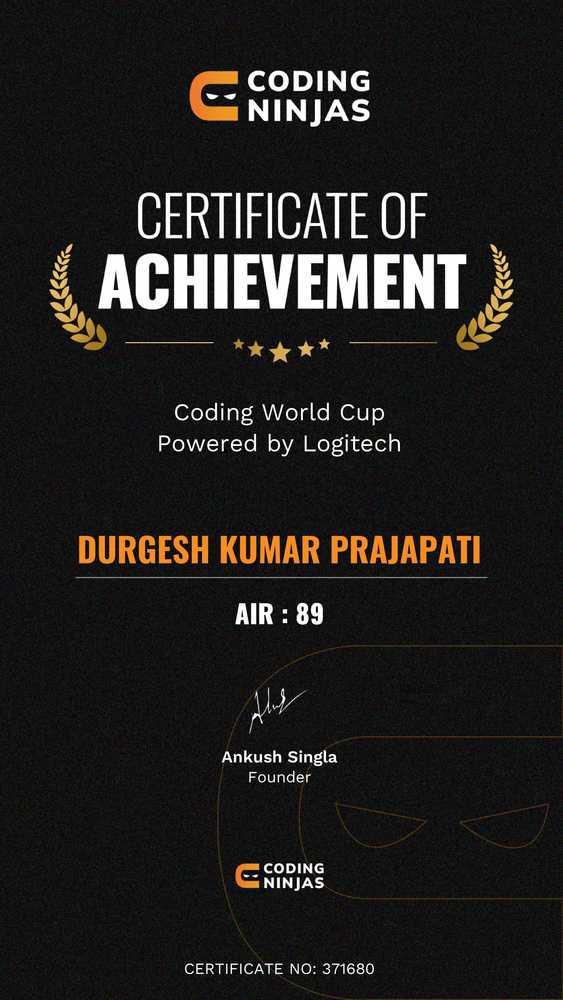 CODING
NINJAS
CERTIFICATE OF
ACHIEVEMENT
Coding World Cup
Powered by Logitech
DURGESH KUMAR PRAJAPATI
AIR : 89
Ankush Singla
Founder
CODING
NINJAS
CERTIFICATE NO: 371680